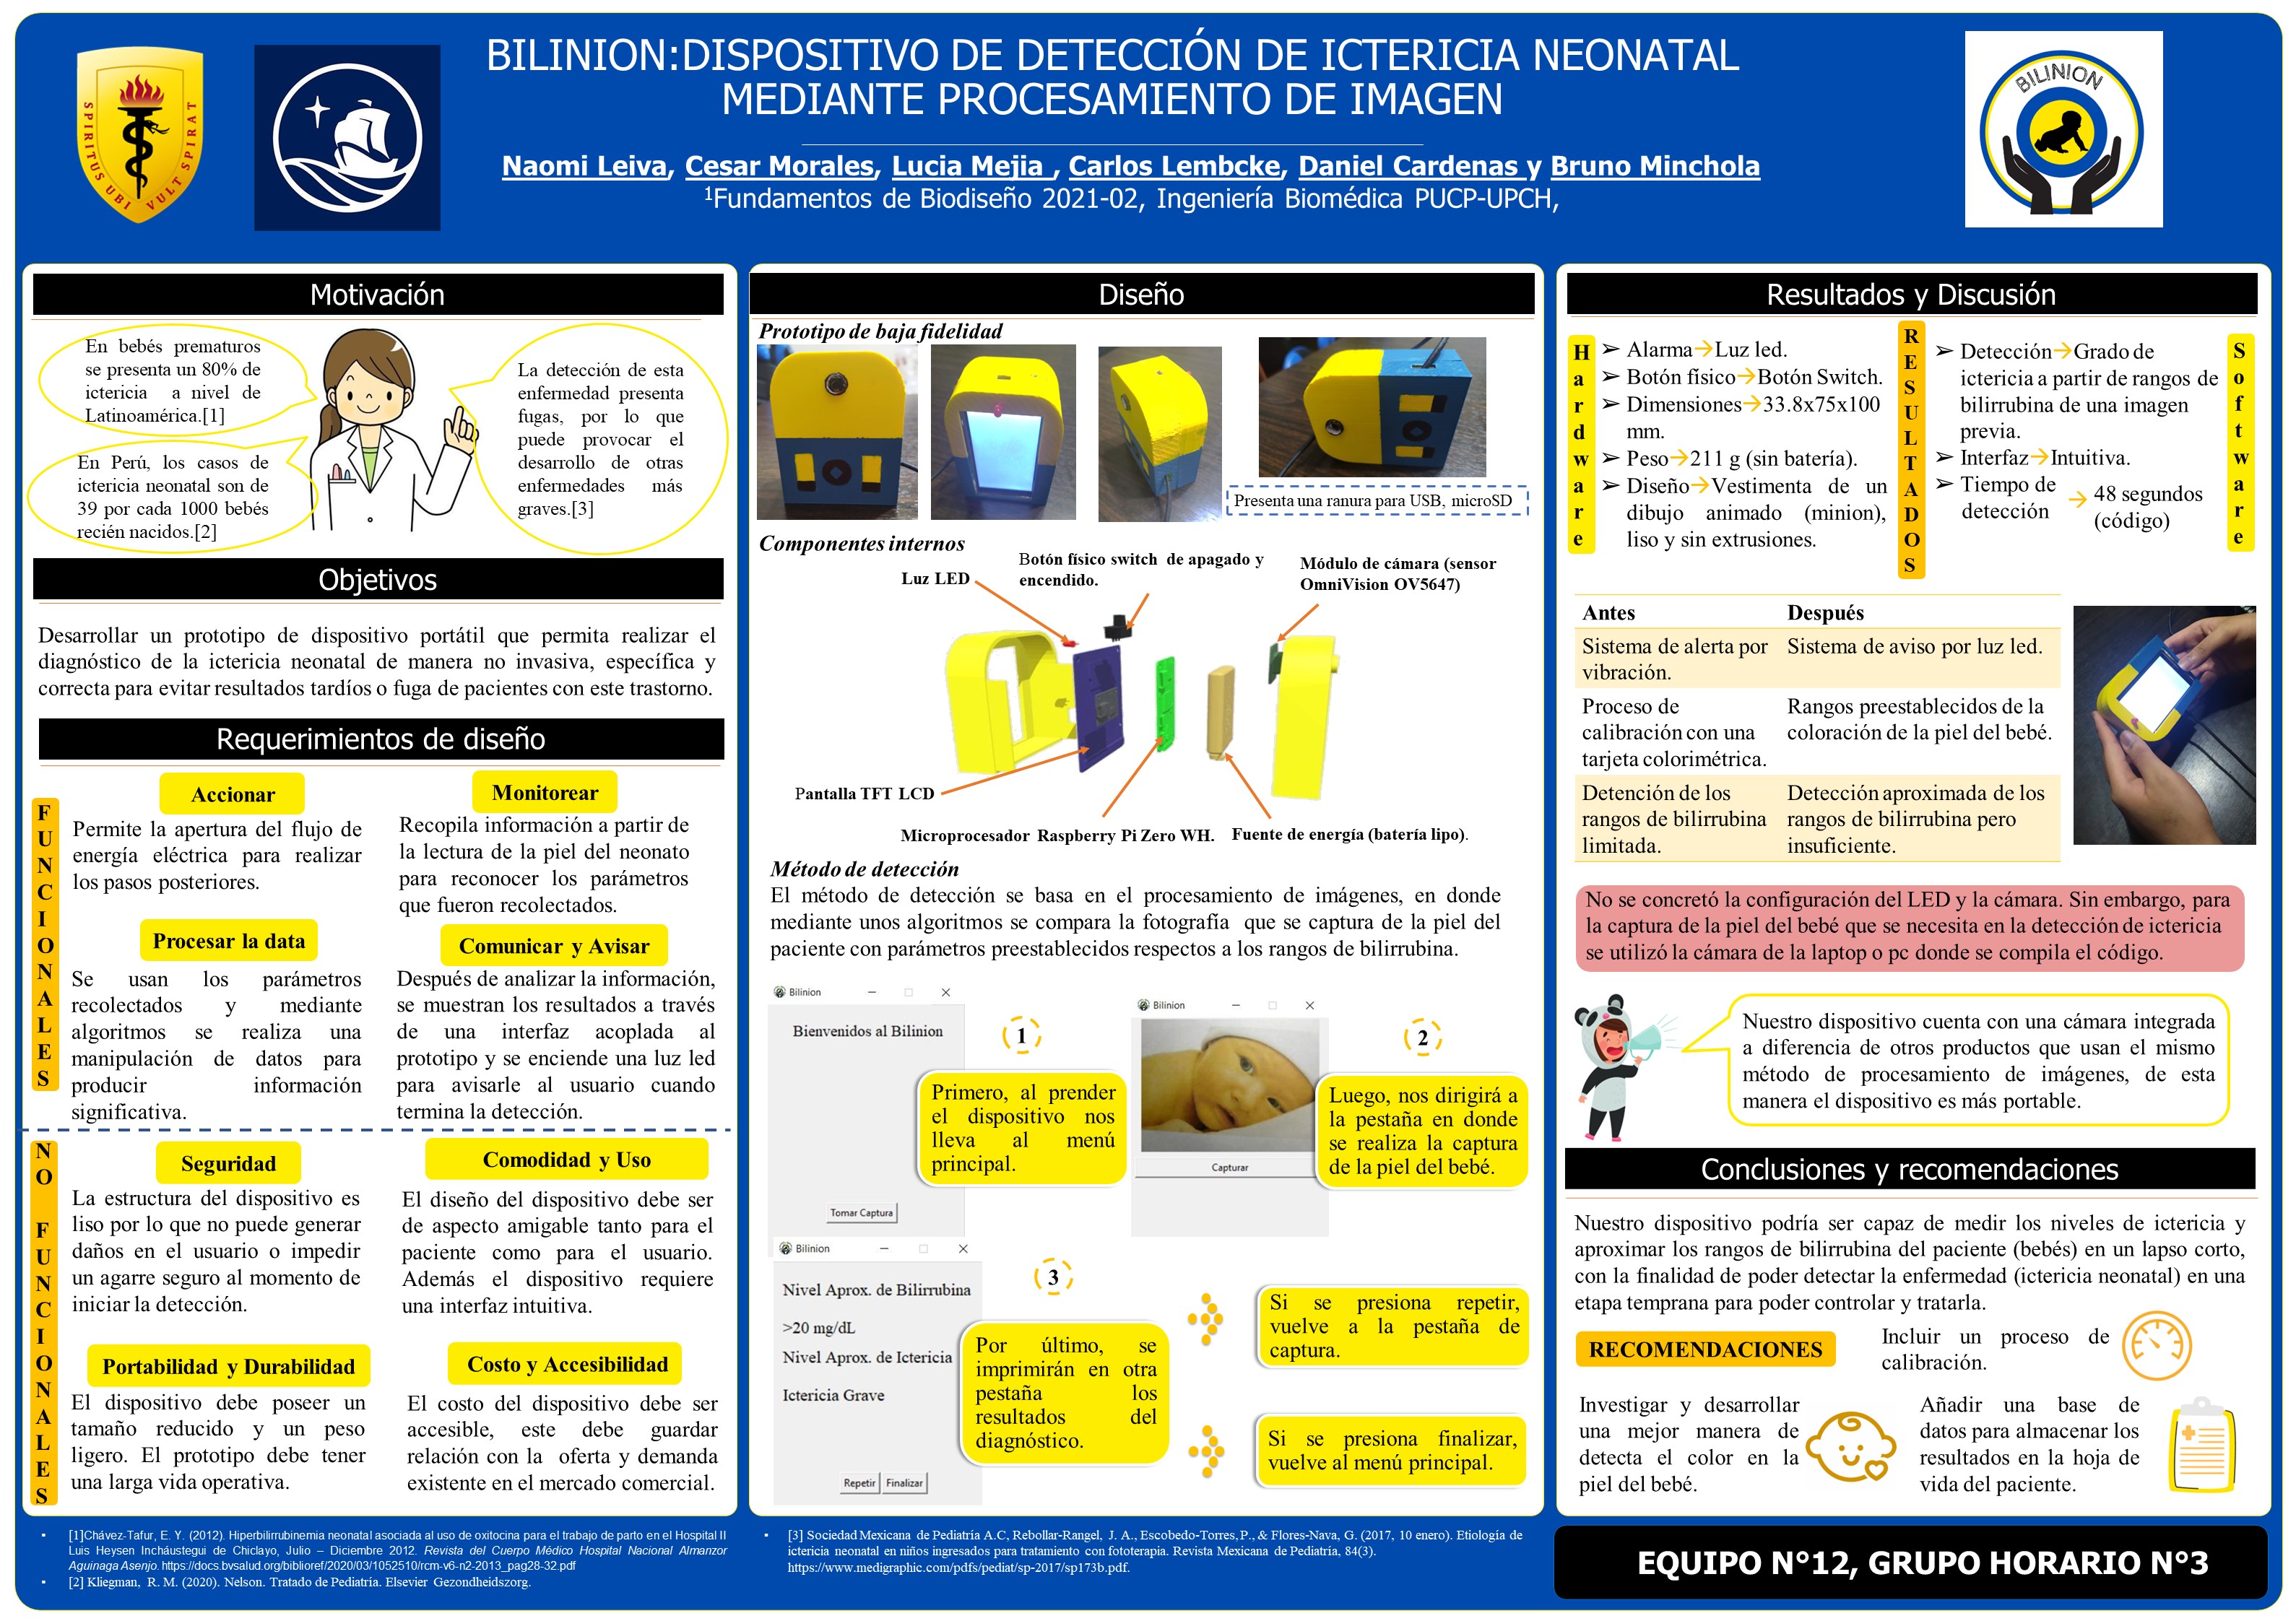 BILINION:DISPOSITIVO DE DETECCIÓN DE ICTERICIA NEONATAL
MEDIANTE PROCESAMIENTO DE IMAGEN
Naomi Leiva, Cesar Morales, Lucia Mejia , Carlos Lembcke, Daniel Cardenas y Bruno Minchola
1Fundamentos de Biodiseño 2021-02, Ingeniería Biomédica PUCP-UPCH,
SPIRITUS UBI VULT SPIRAT
BILINION
Motivación
En bebés prematuros
se presenta un 80% de
ictericia a nivel de
Latinoamérica.[1]
En Perú, los casos de
ictericia neonatal son de
39 por cada 1000 bebés
recién nacidos.[2]
La detección de esta
enfermedad presenta
fugas, por lo que
puede provocar el
desarrollo de otras
enfermedades más
graves.[3]
Objetivos
Desarrollar un prototipo de dispositivo portátil que permita realizar el
diagnóstico de la ictericia neonatal de manera no invasiva, específica y
correcta para evitar resultados tardíos o fuga de pacientes con este trastorno.
Requerimientos de diseño
FUNCIONALES
Accionar
Permite la apertura del flujo de
energía eléctrica para realizar
los pasos posteriores.
Monitorear
Recopila información a partir de
la lectura de la piel del neonato
para reconocer los parámetros
que fueron recolectados.
Procesar la data
Se usan los parámetros
recolectados y mediante
algoritmos se realiza una
manipulación de datos para
producir información
significativa.
Comunicar y Avisar
Después de analizar la información,
se muestran los resultados a través
de una interfaz acoplada al
prototipo y se enciende una luz led
para avisarle al usuario cuando
termina la detección.
NO FUNCIONALES
Seguridad
La estructura del dispositivo es
liso por lo que no puede generar
daños en el usuario o impedir
un agarre seguro al momento de
iniciar la detección.
Comodidad y Uso
El diseño del dispositivo debe ser
de aspecto amigable tanto para el
paciente como para el usuario.
Además el dispositivo requiere
una interfaz intuitiva.
Portabilidad y Durabilidad
El dispositivo debe poseer un
tamaño reducido y un peso
ligero. El prototipo debe tener
una larga vida operativa.
Costo y Accesibilidad
El costo del dispositivo debe ser
accesible, este debe guardar
relación con la oferta y demanda
existente en el mercado comercial.
Diseño
Prototipo de baja fidelidad
Presenta una ranura para USB, microSD
Componentes internos
Luz LED
Botón físico switch de apagado y
encendido.
Módulo de cámara (sensor
OmniVision OV5647)
Pantalla TFT LCD
Microprocesador Raspberry Pi Zero WH.
Fuente de energía (batería lipo).
Método de detección
El método de detección se basa en el procesamiento de imágenes, en donde
mediante unos algoritmos se compara la fotografía que se captura de la piel del
paciente con parámetros preestablecidos respectos a los rangos de bilirrubina.
Bilinion
Bienvenidos al Bilinion
Tomar Captura
1
Primero, al prender
el dispositivo nos
lleva al menú
principal.
Bilinion
Capturar
2
Luego, nos dirigirá a
la pestaña en donde
se realiza la captura
de la piel del bebé.
Bilinion
Nivel Aprox. de Bilirrubina
>20 mg/dL
Nivel Aprox. de Ictericia
Ictericia Grave
Repetir Finalizar
3
Por último, se
imprimirán en otra
pestaña los
resultados del
diagnóstico.
Si se presiona repetir,
vuelve a la pestaña de
captura.
Si se presiona finalizar,
vuelve al menú principal.
Resultados y Discusión
Hardware
➢ Alarma→Luz led.
➢ Botón físico→Botón Switch.
➢ Dimensiones→33.8x75x100
mm.
➢ Peso→211 g (sin batería).
➢ Diseño→Vestimenta de un
dibujo animado (minion),
liso y sin extrusiones.
RESULTADOS
➢ Detección→Grado de
ictericia a partir de rangos de
bilirrubina de una imagen
previa.
➢ Interfaz→Intuitiva.
➢ Tiempo de
detección → 48 segundos
(código)
Software
Antes Después
Sistema de alerta por
vibración.
Sistema de aviso por luz led.
Proceso de
calibración con una
tarjeta colorimétrica.
Rangos preestablecidos de la
coloración de la piel del bebé.
Detención de los
rangos de bilirrubina
limitada.
Detección aproximada de los
rangos de bilirrubina pero
insuficiente.
No se concretó la configuración del LED y la cámara. Sin embargo, para
la captura de la piel del bebé que se necesita en la detección de ictericia
se utilizó la cámara de la laptop o pc donde se compila el código.
Nuestro dispositivo cuenta con una cámara integrada
a diferencia de otros productos que usan el mismo
método de procesamiento de imágenes, de esta
manera el dispositivo es más portable.
Conclusiones y recomendaciones
Nuestro dispositivo podría ser capaz de medir los niveles de ictericia y
aproximar los rangos de bilirrubina del paciente (bebés) en un lapso corto,
con la finalidad de poder detectar la enfermedad (ictericia neonatal) en una
etapa temprana para poder controlar y tratarla.
RECOMENDACIONES
Incluir un proceso de
calibración.
Investigar y desarrollar
una mejor manera de
detecta el color en la
piel del bebé.
Añadir una base de
datos para almacenar los
resultados en la hoja de
vida del paciente.
[1]Chávez-Tafur, E. Y. (2012). Hiperbilirrubinemia neonatal asociada al uso de oxitocina para el trabajo de parto en el Hospital II
Luis Heysen Incháustegui de Chiclayo, Julio – Diciembre 2012. Revista del Cuerpo Médico Hospital Nacional Almanzor
Aguinaga Asenjo. https://docs.bvsalud.org/biblioref/2020/03/1052510/rcm-v6-n2-2013_pag28-32.pdf
[2] Kliegman, R. M. (2020). Nelson. Tratado de Pediatría. Elsevier Gezondheidszorg.
[3] Sociedad Mexicana de Pediatría A.C, Rebollar-Rangel, J. A., Escobedo-Torres, P., & Flores-Nava, G. (2017, 10 enero). Etiología de
ictericia neonatal en niños ingresados para tratamiento con fototerapia. Revista Mexicana de Pediatría, 84(3).
https://www.medigraphic.com/pdfs/pediat/sp-2017/sp173b.pdf.
EQUIPO N°12, GRUPO HORARIO N°3